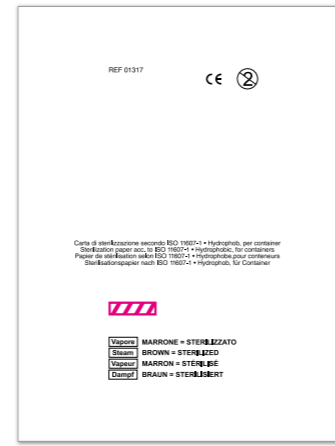 REF 01317
CE 2
Carta di sterilizzazione secondo ISO 11607-1 • Hydrophob, per container
Sterilization paper acc. to ISO 11607-1 • Hydrophobic, for containers
Papier de stérilisation selon ISO 11607-1 • Hydrophobe,pour conteneurs
Sterilisationspapier nach ISO 11607-1 • Hydrophob, für Container
Vapore MARRONE = STERILIZZATO
Steam BROWN = STERILIZED
Vapeur MARRON = STÉRILISÉ
Dampf BRAUN = STERILISIERT